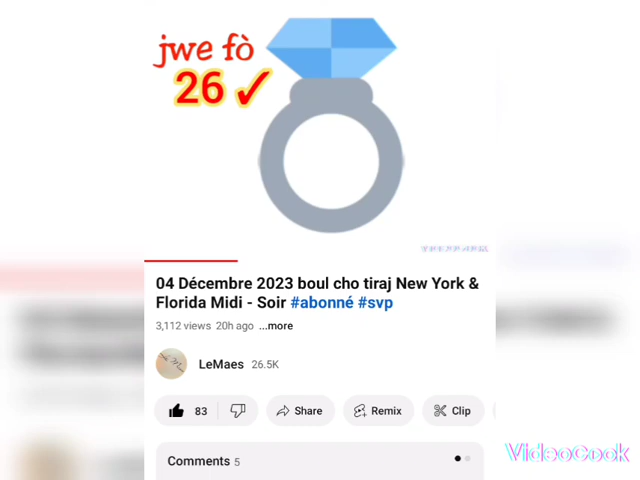 jwe fò
26 ✓
04 Décembre 2023 boul cho tiraj New York &
Florida Midi - Soir #abonné #svp
3,112 views 20h ago ...more
LeMaes 26.5K
83 Share Remix Clip
Comments 5
VideoCook